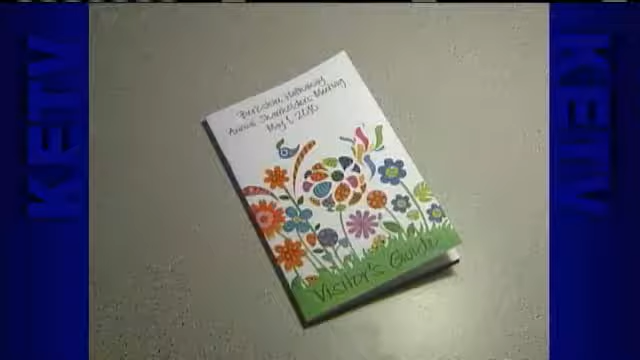 KETV
Berkshire Hathaway
Annual Shareholders Meeting
May 1, 2010
Visitor's Guide
KETV